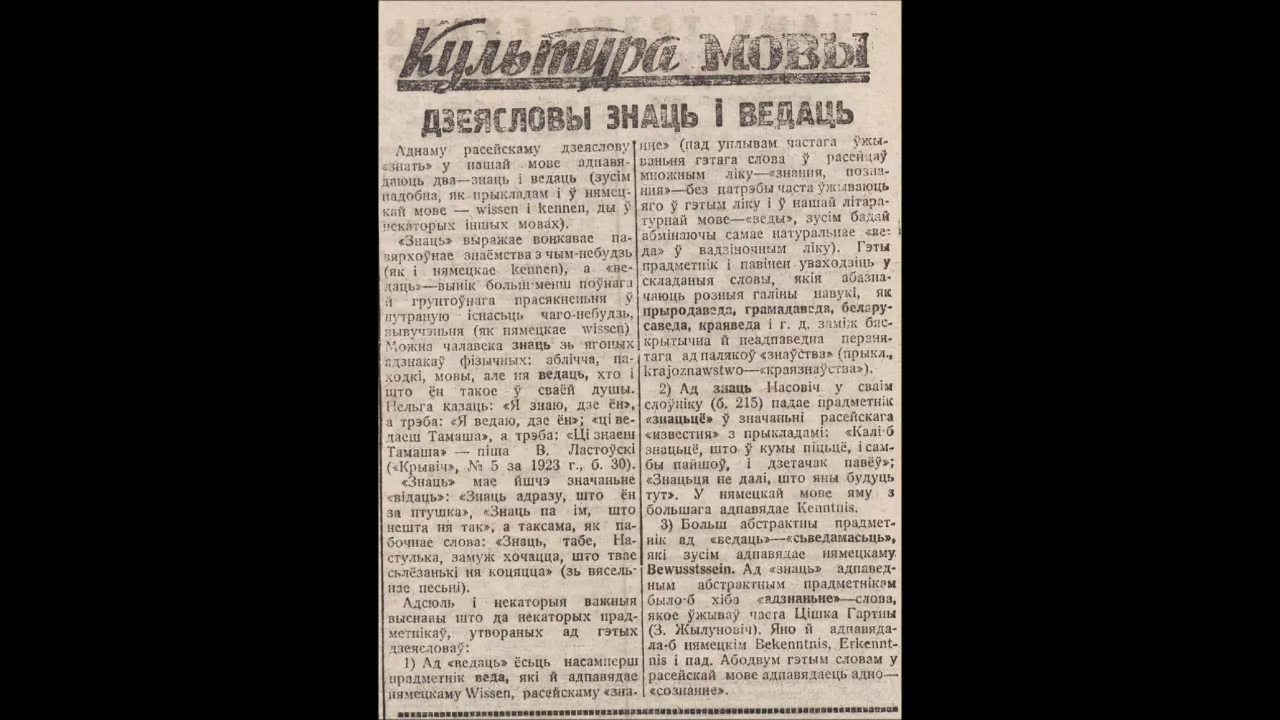 Культура МОВЫ
ДЗЕЯСЛОВЫ ЗНАЦЬ І ВЕДАЦЬ
Аднаму расейскаму дзеяслову
«знать» у нашай мове адпавя-
даюць два—знаць і ведаць (зусім
падобна, як прыкладам і ў нямец-
кай мове — wissen і kennen, ды ў
некаторых іншых мовах).
«Знаць» выражае вонкавае па-
вярхоўнае знаёмства з чым-небудзь
(як і нямецкае kennen), а «ве-
даць»—вынік больш-менш поўнага
й грунтоўнага прасякненьня ў
нутраную існасьць чаго-небудзь,
вывучэньня (як нямецкае wissen)
Можна чалавека знаць зь ягоных
адзнакаў фізычных: аблічча, па-
ходкі, мовы, але ня ведаць, хто і
што ён такое ў сваёй душы.
Нельга казаць: «Я знаю, дзе ён»,
а трэба: «Я ведаю, дзе ён»; «ці ве-
даеш Тамаша», а трэба: «Ці знаеш
Тамаша» — піша В. Ластоўскі
(«Крывіч», № 5 за 1923 г., б. 30).
«Знаць» мае йшчэ значаньне
«відаць»: «Знаць адразу, што ён
за птушка», «Знаць па ім, што
нешта ня так», а таксама, як па-
бочнае слова: «Знаць, табе, На-
стулька, замуж хочацца, што твае
сьлёзанькі ня коцяцца» (зь вясель-
нае песьні).
Адсюль і некаторыя важныя
выснавы што да некаторых прад-
метнікаў, утвораных ад гэтых
дзеясловаў:
1) Ад «ведаць» ёсьць насамперш
прадметнік веда, які й адпавядае
нямецкаму Wissen, расейскаму «зна-
ние» (пад уплывам частага ўжы-
ваньня гэтага слова ў расейцаў
множным ліку—«знания, позна-
ния»—без патрэбы часта ўжываюць
яго ў гэтым ліку і ў нашай літара-
турнай мове—«веды», зусім бадай
абмінаючы самае натуральнае «ве-
да» ў вадзіночным ліку). Гэты
прадметнік і павінен уваходзіць у
складаныя словы, якія абазна-
чаюць розныя галіны навукі, як
прыродаведа, грамадаведа, белару-
саведа, краяведа і г. д. заміж бяс-
крытычна й неадпаведна переня-
тага ад палякоў «знаўства» (прыкл.,
krajoznawstwo—«краязнаўства»).
2) Ад знаць Насовіч у сваім
слоўніку (б. 215) падае прадметнік
«знацьцё» ў значаньні расейскага
«известия» з прыкладамі: «Калі-б
знацьцё, што ў кумы піцьцё, і сам-
бы пайшоў, і дзетачак павёў»;
«Знацьця не далі, што яны будуць
тут». У нямецкай мове яму з
большага адпавядае Kenntnis.
3) Больш абстрактны прадмет-
нік ад «ведаць»—«сьведамасьць»,
які зусім адпавядае нямецкаму
Bewusstssein. Ад «знаць» адпавед-
ным абстрактным прадметнікам
было-б хіба «адзнаньне»—слова,
якое ўжываў часта Цішка Гартны
(З. Жылуновіч). Яно й адпавяда-
ла-б нямецкім Bekenntnis, Erkennt-
nis і пад. Абодвум гэтым словам у
расейскай мове адпавядаець адно—
«сознание».